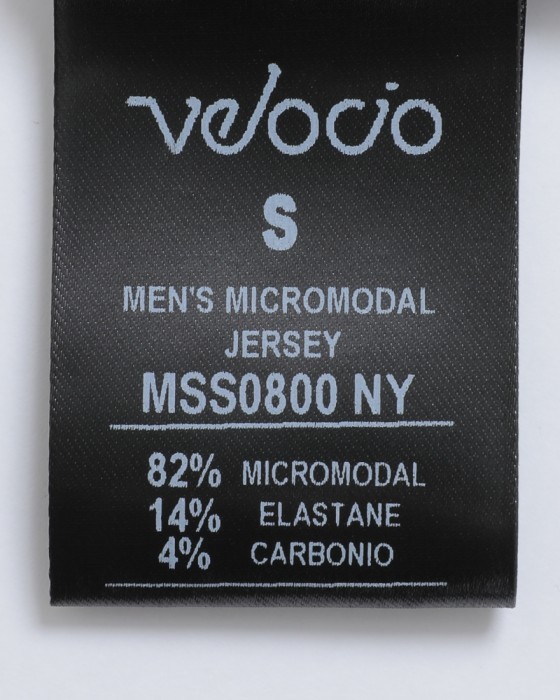 velocio
S
MEN'S MICROMODAL
JERSEY
MSS0800 NY
82% MICROMODAL
14% ELASTANE
4% CARBONIO